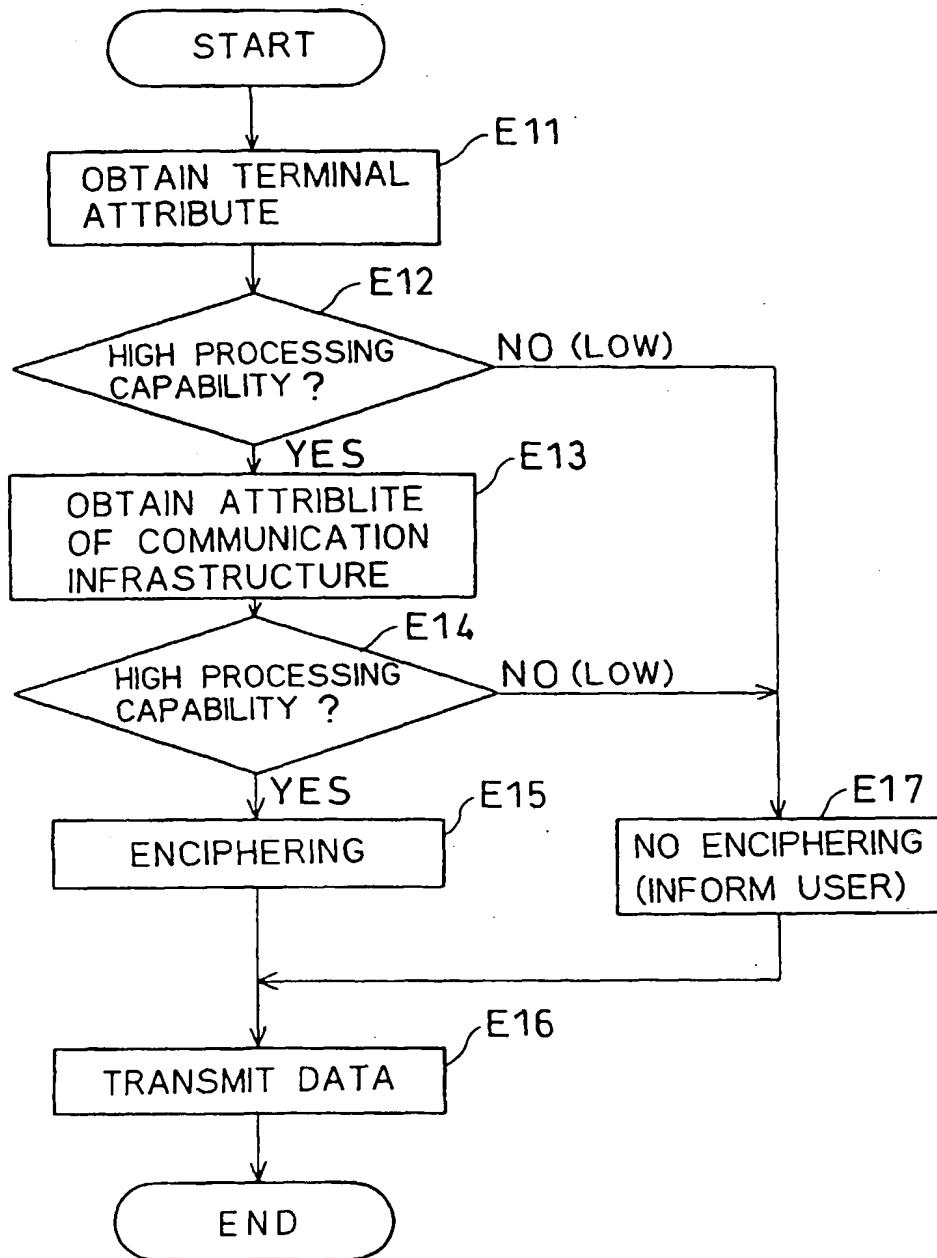 START
E11
OBTAIN TERMINAL
ATTRIBUTE
E12
HIGH PROCESSING
CAPABILITY ?
NO (LOW)
YES
E13
OBTAIN ATTRIBLITE
OF COMMUNICATION
INFRASTRUCTURE
E14
HIGH PROCESSING
CAPABILITY ?
NO (LOW)
YES
E15
ENCIPHERING
E17
NO ENCIPHERING
(INFORM USER)
E16
TRANSMIT DATA
END